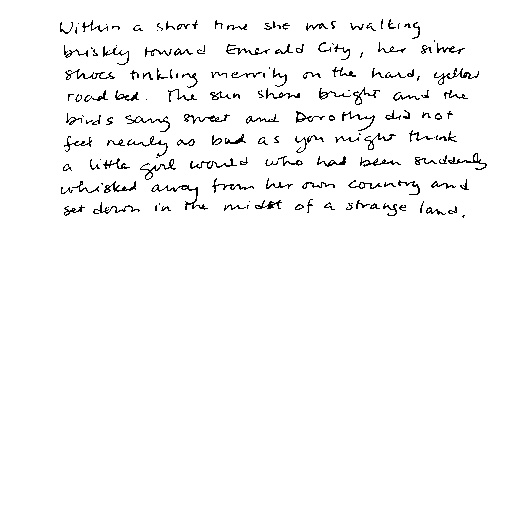 Within a short time she was walking
briskly toward Emerald City, her silver
shoes tinkling merrily on the hard, yellow
road bed. The sun shone bright and the
birds sang sweet and Dorothy did not
feel nearly as bad as you might think
a little girl would who had been suddenly
whisked away from her own country and
set down in the midst of a strange land.